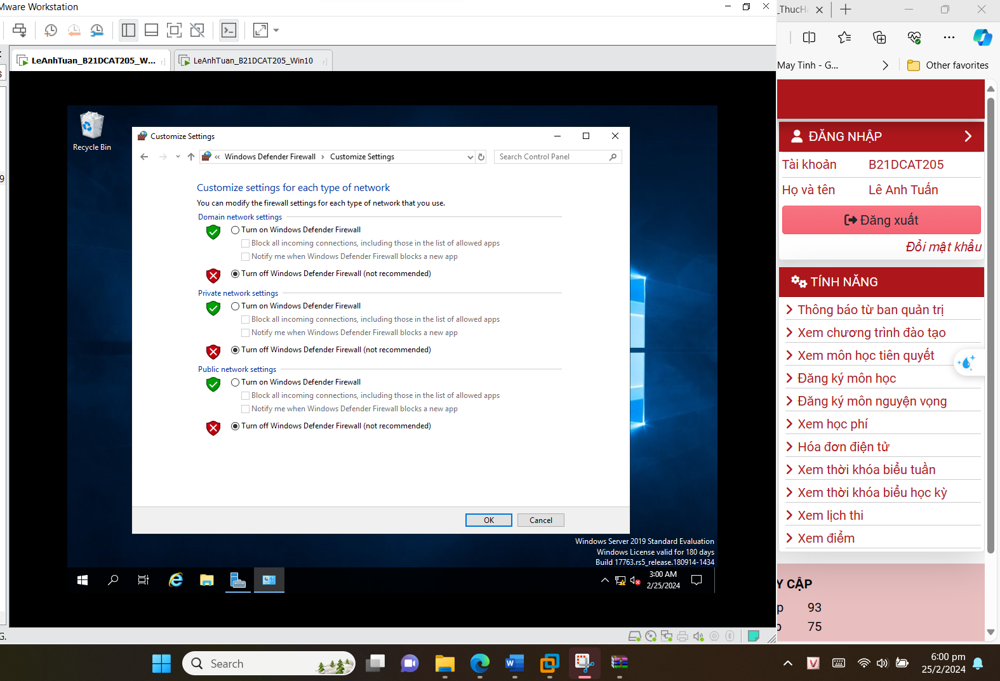 Mware Workstation
_ThucHa
LeAnhTuan_B21DCAT205_W...
LeAnhTuan_B21DCAT205_Win10
May Tinh - G...
Other favorites
Recycle Bin
Customize Settings
Windows Defender Firewall
Customize Settings
Search Control Panel
Customize settings for each type of network
You can modify the firewall settings for each type of network that you use.
Domain network settings
Turn on Windows Defender Firewall
Block all incoming connections, including those in the list of allowed apps
Notify me when Windows Defender Firewall blocks a new app
Turn off Windows Defender Firewall (not recommended)
Private network settings
Turn on Windows Defender Firewall
Block all incoming connections, including those in the list of allowed apps
Notify me when Windows Defender Firewall blocks a new app
Turn off Windows Defender Firewall (not recommended)
Public network settings
Turn on Windows Defender Firewall
Block all incoming connections, including those in the list of allowed apps
Notify me when Windows Defender Firewall blocks a new app
Turn off Windows Defender Firewall (not recommended)
OK
Cancel
Windows Server 2019 Standard Evaluation
Windows License valid for 180 days
Build 17763.rs5_release.180914-1434
3:00 AM
2/25/2024
9
G.
ĐĂNG NHẬP
Tài khoản B21DCAT205
Họ và tên Lê Anh Tuấn
Đăng xuất
Đổi mật khẩu
TÍNH NĂNG
Thông báo từ ban quản trị
Xem chương trình đào tạo
Xem môn học tiên quyết
Đăng ký môn học
Đăng ký môn nguyện vọng
Xem học phí
Hóa đơn điện tử
Xem thời khóa biểu tuần
Xem thời khóa biểu học kỳ
Xem lịch thi
Xem điểm
Y CẬP
p 93
75
Search
6:00 pm
25/2/2024